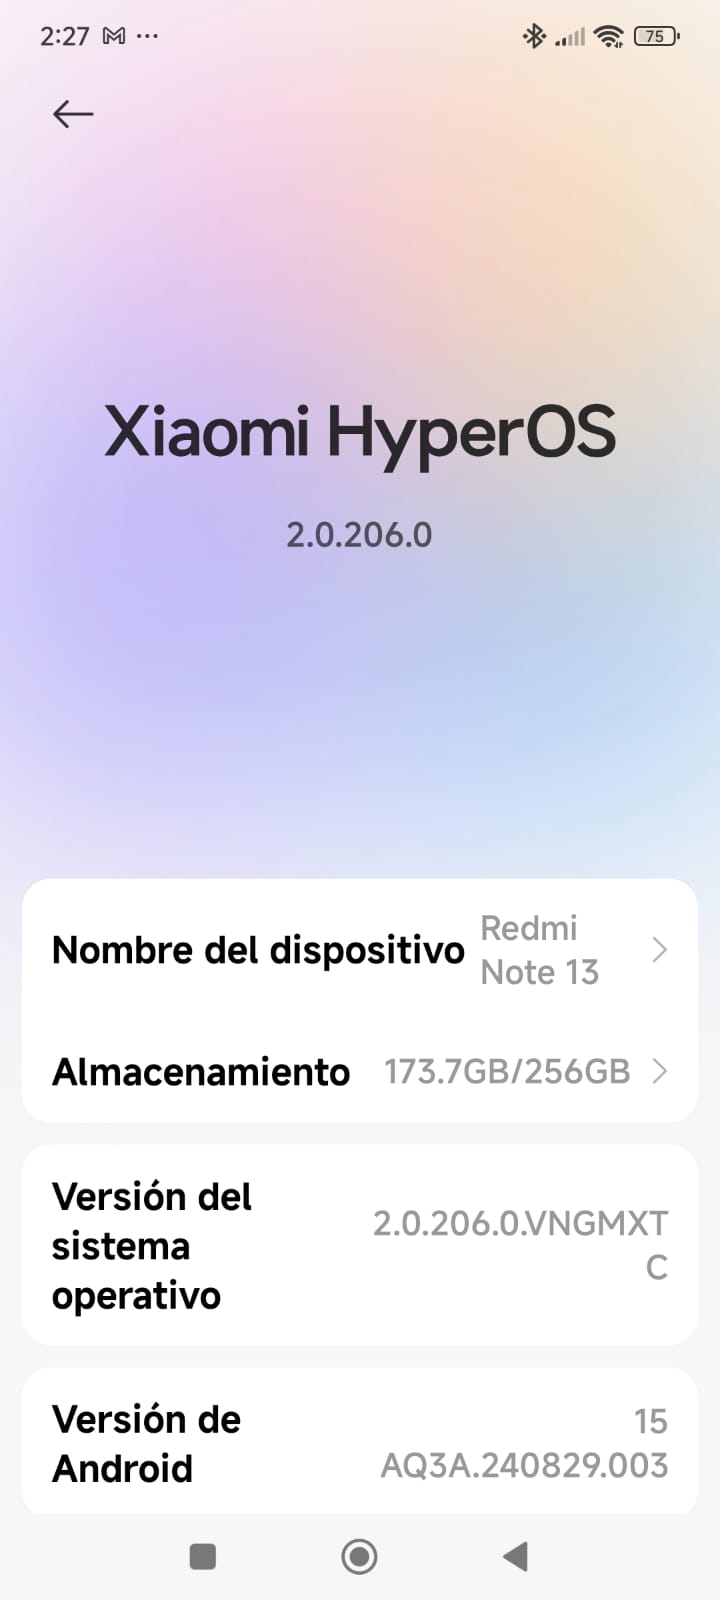 2:27
75
Xiaomi HyperOS
2.0.206.0
Nombre del dispositivo
Redmi
Note 13
Almacenamiento
173.7GB/256GB
Versión del
sistema
operativo
2.0.206.0.VNGMXT
C
Versión de
Android
15
AQ3A.240829.003